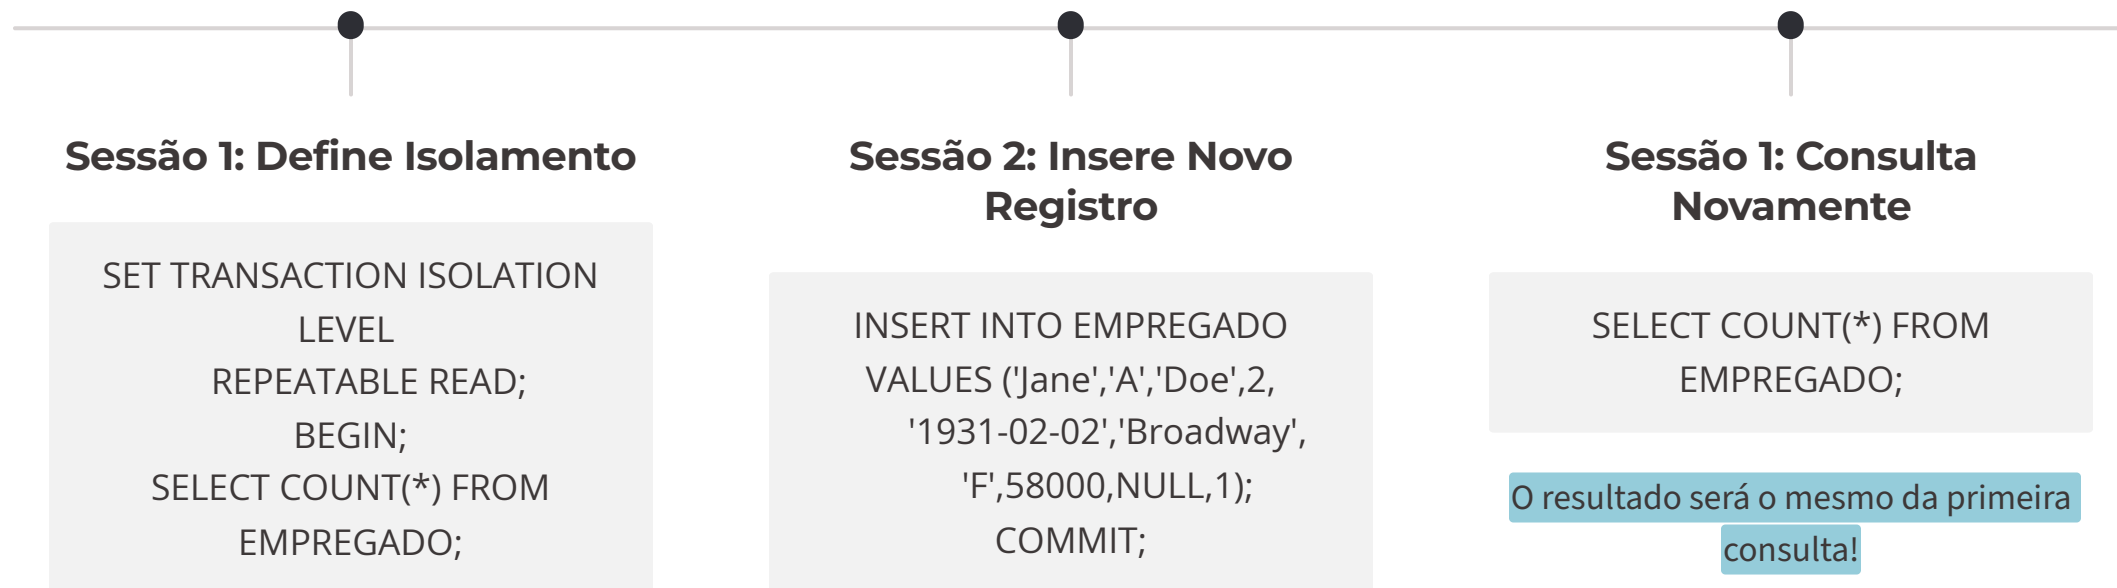 Sessão 1: Define Isolamento
SET TRANSACTION ISOLATION
LEVEL
REPEATABLE READ;
BEGIN;
SELECT COUNT(*) FROM
EMPREGADO;
Sessão 2: Insere Novo
Registro
INSERT INTO EMPREGADO
VALUES ('Jane','A','Doe',2,
'1931-02-02','Broadway',
'F',58000,NULL,1);
COMMIT;
Sessão 1: Consulta
Novamente
SELECT COUNT(*) FROM
EMPREGADO;
O resultado será o mesmo da primeira
consulta!